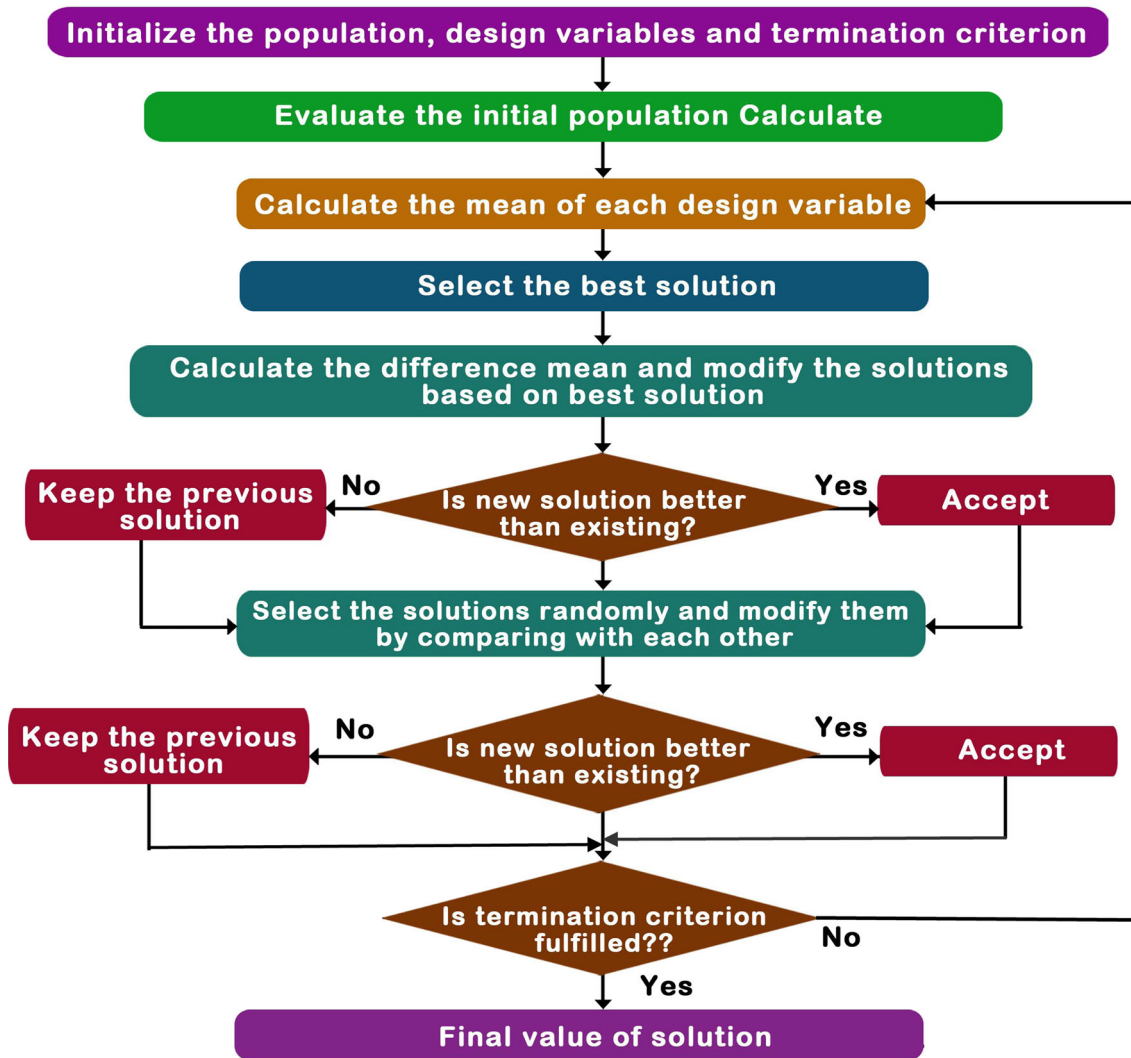 Initialize the population, design variables and termination criterion
Evaluate the initial population Calculate
Calculate the mean of each design variable
Select the best solution
Calculate the difference mean and modify the solutions
based on best solution
No
Yes
Keep the previous
solution
Is new solution better
than existing?
Accept
Select the solutions randomly and modify them
by comparing with each other
No
Yes
Keep the previous
solution
Is new solution better
than existing?
Accept
Is termination criterion
fulfilled??
No
Yes
Final value of solution